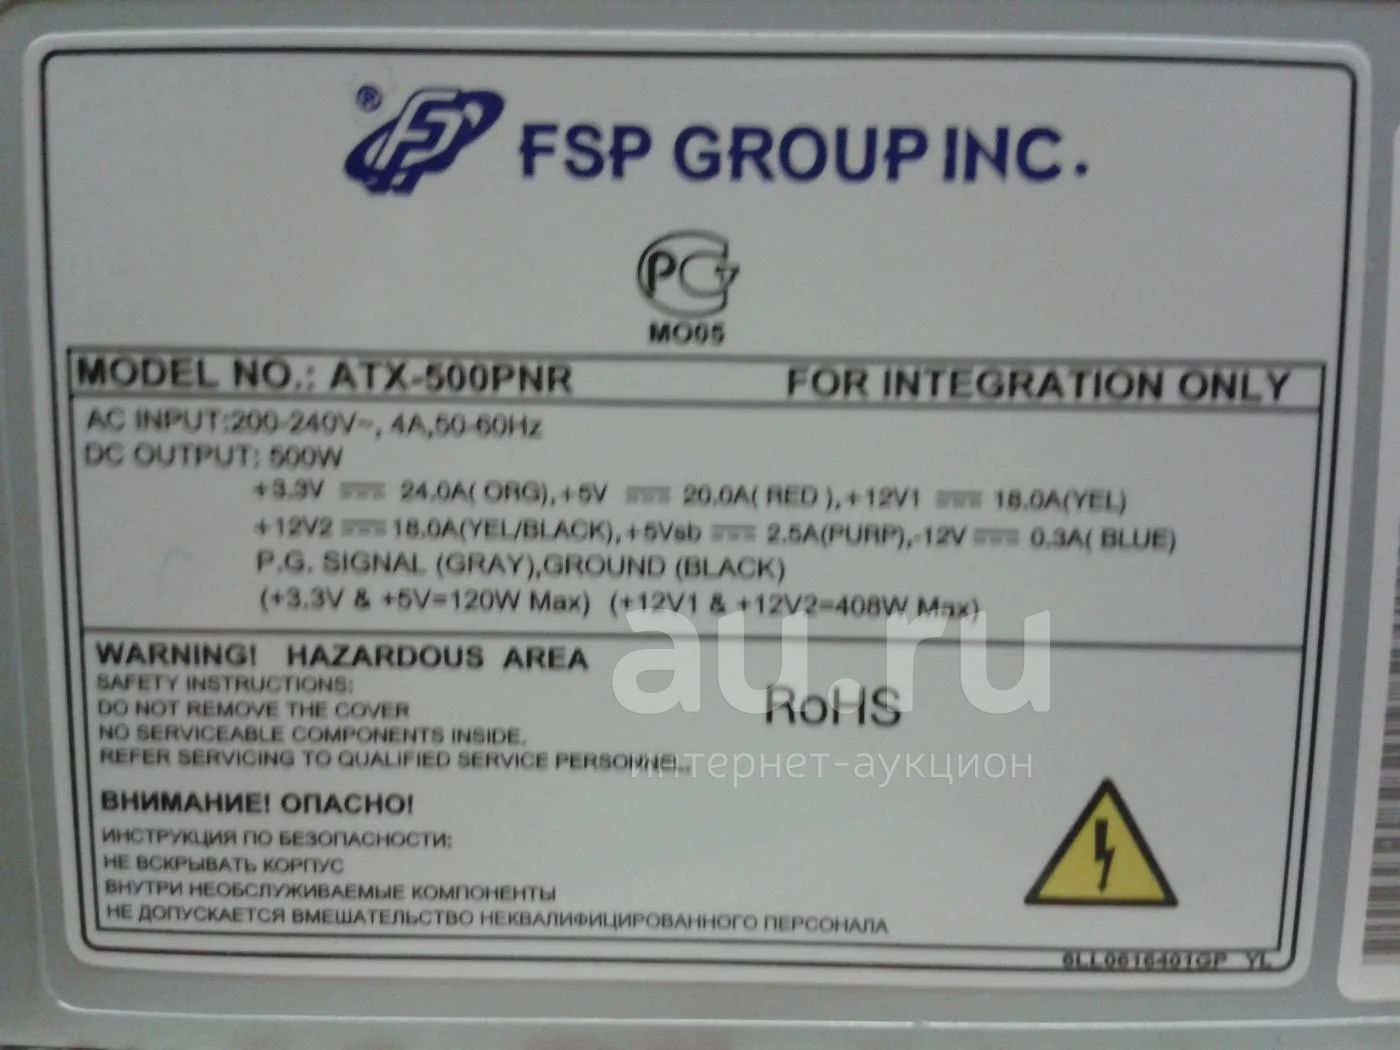 ® FSP GROUP INC.
PCT
MO05
MODEL NO.: ATX-500PNR FOR INTEGRATION ONLY
AC INPUT:200-240V~, 4A,50-60Hz
DC OUTPUT: 500W
+3.3V ⎓ 24.0A( ORG),+5V ⎓ 20.0A( RED ),+12V1 ⎓ 18.0A(YEL)
+12V2 ⎓ 18.0A(YEL/BLACK),+5Vsb ⎓ 2.5A(PURP),-12V ⎓ 0.3A( BLUE)
P.G. SIGNAL (GRAY),GROUND (BLACK)
(+3.3V & +5V=120W Max) (+12V1 & +12V2=408W Max)
WARNING! HAZARDOUS AREA
SAFETY INSTRUCTIONS:
DO NOT REMOVE THE COVER
NO SERVICEABLE COMPONENTS INSIDE.
REFER SERVICING TO QUALIFIED SERVICE PERSONNEL.
au.ru
интернет-аукцион
RoHS
ВНИМАНИЕ! ОПАСНО!
ИНСТРУКЦИЯ ПО БЕЗОПАСНОСТИ:
НЕ ВСКРЫВАТЬ КОРПУС
ВНУТРИ НЕОБСЛУЖИВАЕМЫЕ КОМПОНЕНТЫ
НЕ ДОПУСКАЕТСЯ ВМЕШАТЕЛЬСТВО НЕКВАЛИФИЦИРОВАННОГО ПЕРСОНАЛА
6LL0616401GP YL